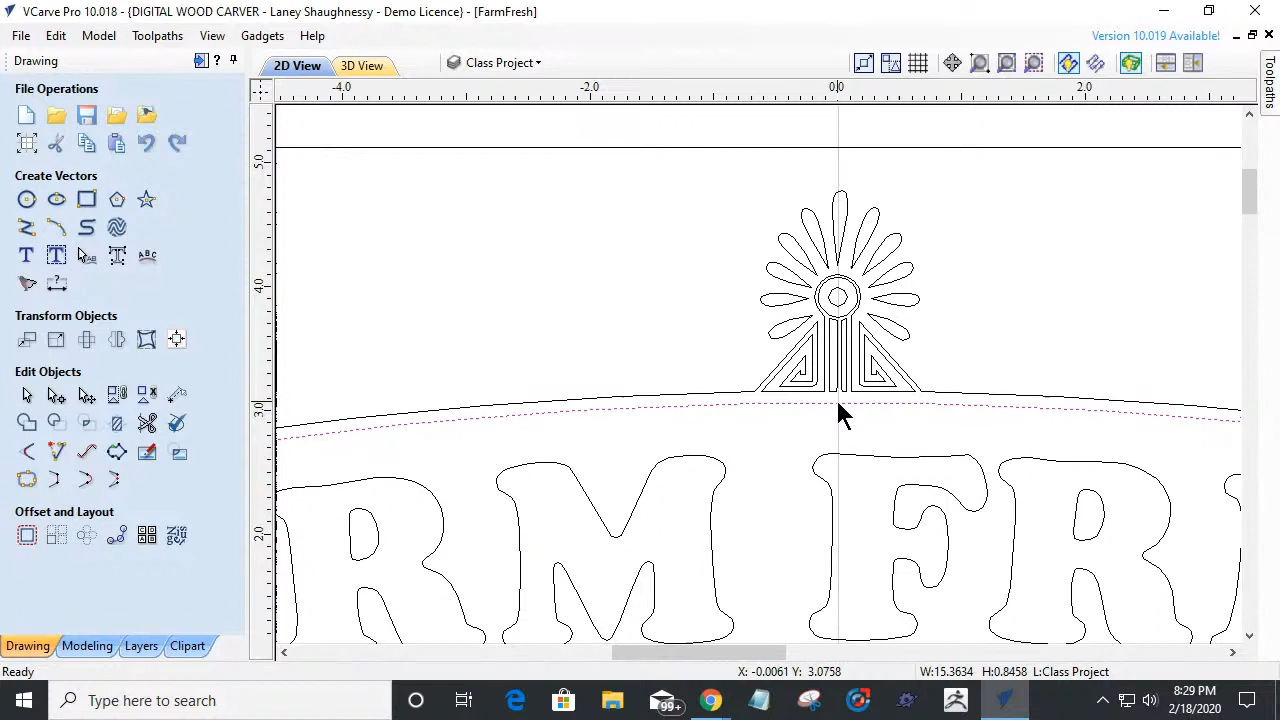 VCarve Pro 10.018 - {DIGITAL WOOD CARVER - Laney Shaughnessy - Demo Licence} - [FarmFresh]
File Edit Model Toolpaths View Gadgets Help
Version 10.019 Available!
Drawing
2D View
3D View
Class Project
Toolpaths
File Operations
Create Vectors
Transform Objects
Edit Objects
Offset and Layout
-4.0 -2.0 0.0 2.0
5.0
4.0
3.0
2.0
RM FRE
Drawing Modeling Layers Clipart
Ready
X: -0.0061 Y: 3.0758
W:15.3634 H:0.8458 L:Class Project
Type here to search
99+
8:29 PM
2/18/2020